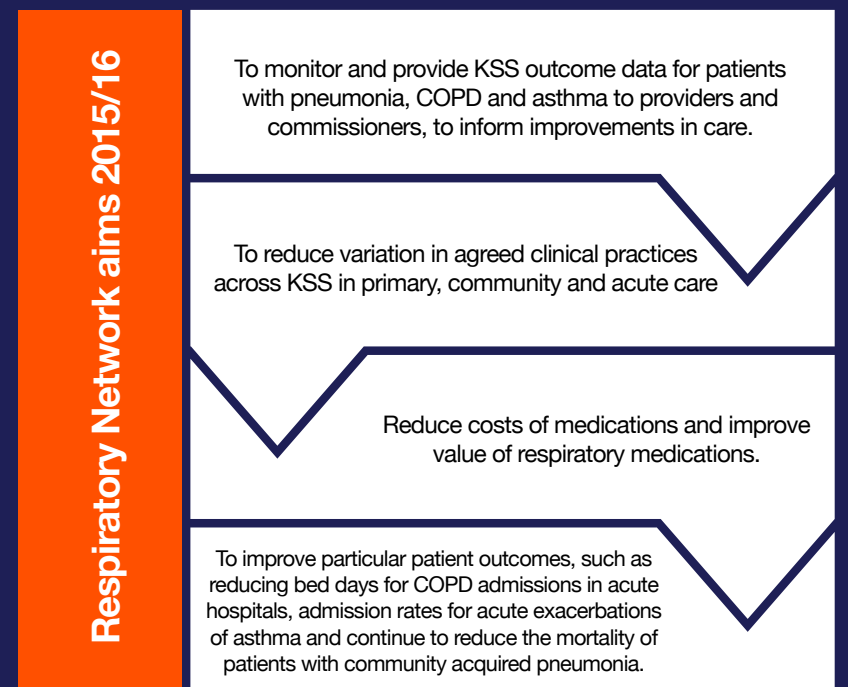 Respiratory Network aims 2015/16
To monitor and provide KSS outcome data for patients
with pneumonia, COPD and asthma to providers and
commissioners, to inform improvements in care.
To reduce variation in agreed clinical practices
across KSS in primary, community and acute care
Reduce costs of medications and improve
value of respiratory medications.
To improve particular patient outcomes, such as
reducing bed days for COPD admissions in acute
hospitals, admission rates for acute exacerbations
of asthma and continue to reduce the mortality of
patients with community acquired pneumonia.